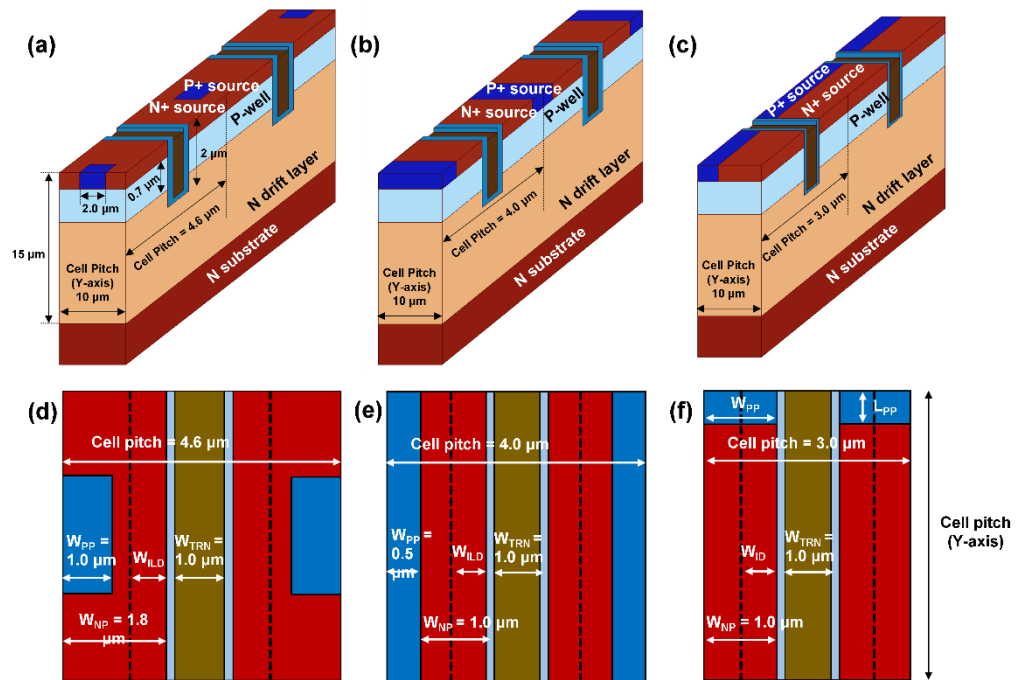 (a)
P+ source
N+ source
P-well
2 µm
0.7 µm
2.0 µm
15 µm
Cell Pitch = 4.6 µm
N drift layer
N substrate
Cell Pitch
(Y-axis)
10 µm
(b)
P+ source
N+ source
P-well
Cell Pitch = 4.0 µm
N drift layer
N substrate
Cell Pitch
(Y-axis)
10 µm
(c)
P+ source
N+ source
P-well
Cell Pitch = 3.0 µm
N drift layer
N substrate
Cell Pitch
(Y-axis)
10 µm
(d)
Cell pitch = 4.6 µm
WPP =
1.0 µm
WILD
WTRN=
1.0 µm
WNP = 1.8
µm
(e)
Cell pitch = 4.0 µm
WPP =
0.5
µm
WILD
WTRN=
1.0 µm
WNP = 1.0 µm
(f)
WPP
LPP
Cell pitch = 3.0 µm
WID
WTRN=
1.0 µm
WNP = 1.0 µm
Cell pitch
(Y-axis)